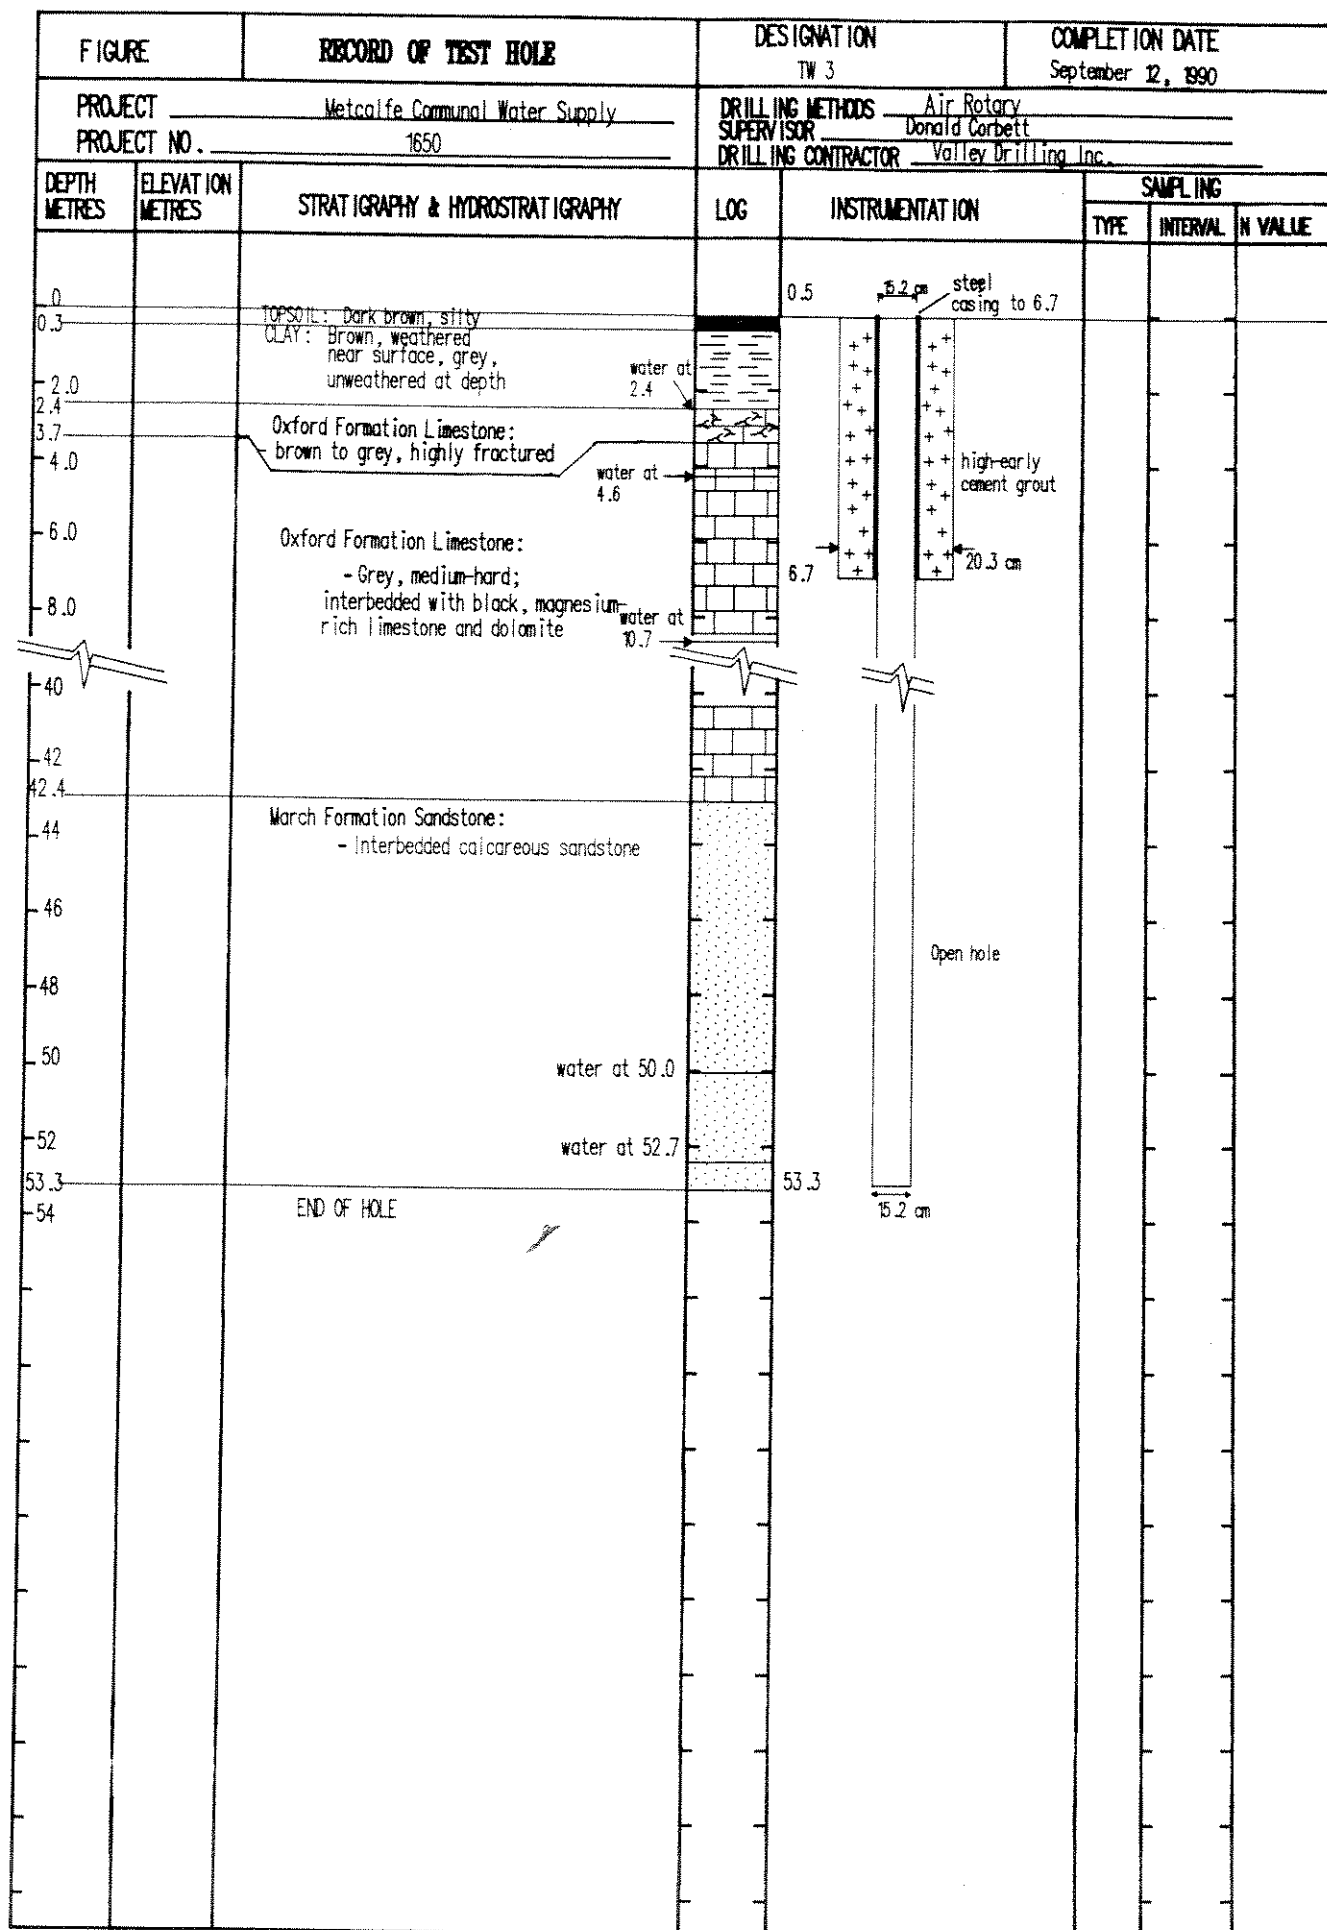 FIGURE
RECORD OF TEST HOLE
DESIGNATION
TW 3
COMPLETION DATE
September 12, 1990
PROJECT Metcalfe Communal Water Supply
PROJECT NO. 1650
DRILLING METHODS Air Rotary
SUPERVISOR Donald Corbett
DRILLING CONTRACTOR Valley Drilling Inc.
DEPTH
METRES
ELEVATION
METRES
STRATIGRAPHY & HYDROSTRATIGRAPHY
LOG
INSTRUMENTATION
SAMPLING
TYPE
INTERVAL
N VALUE
0
0.3
2.0
2.4
3.7
4.0
6.0
8.0
40
42
42.4
44
46
48
50
52
53.3
54
TOPSOIL: Dark brown, silty
CLAY: Brown, weathered
near surface, grey,
unweathered at depth
water at
2.4
Oxford Formation Limestone:
- brown to grey, highly fractured
water at
4.6
Oxford Formation Limestone:
- Grey, medium-hard;
interbedded with black, magnesium-
rich limestone and dolomite
water at
10.7
March Formation Sandstone:
- Interbedded calcareous sandstone
water at 50.0
water at 52.7
END OF HOLE
0.5
15.2 cm
steel
casing to 6.7
high-early
cement grout
6.7
20.3 cm
Open hole
53.3
15.2 cm